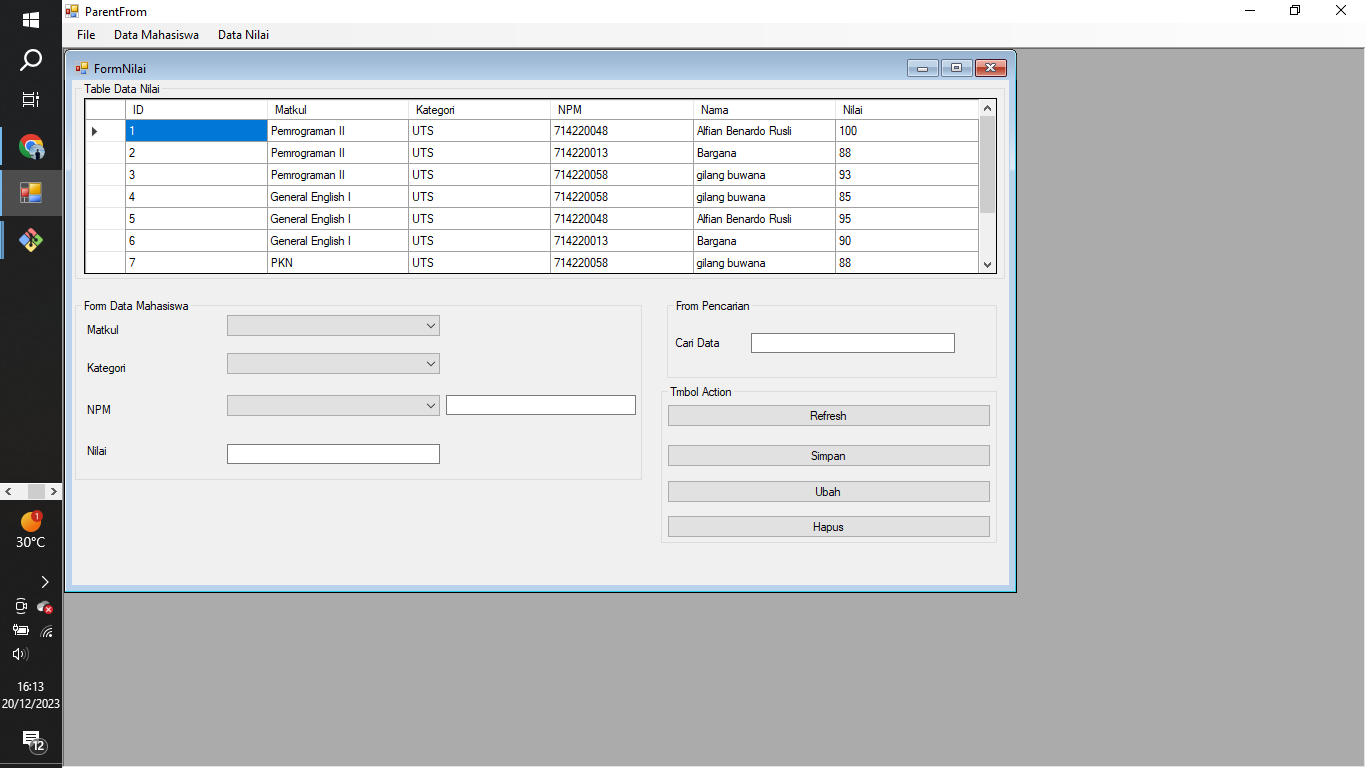 ParentFrom
File Data Mahasiswa Data Nilai
FormNilai
Table Data Nilai
ID Matkul Kategori NPM Nama Nilai
1 Pemrograman II UTS 714220048 Alfian Benardo Rusli 100
2 Pemrograman II UTS 714220013 Bargana 88
3 Pemrograman II UTS 714220058 gilang buwana 93
4 General English I UTS 714220058 gilang buwana 85
5 General English I UTS 714220048 Alfian Benardo Rusli 95
6 General English I UTS 714220013 Bargana 90
7 PKN UTS 714220058 gilang buwana 88
Form Data Mahasiswa
Matkul
Kategori
NPM
Nilai
From Pencarian
Cari Data
Tmbol Action
Refresh
Simpan
Ubah
Hapus
1
30°C
16:13
20/12/2023
12